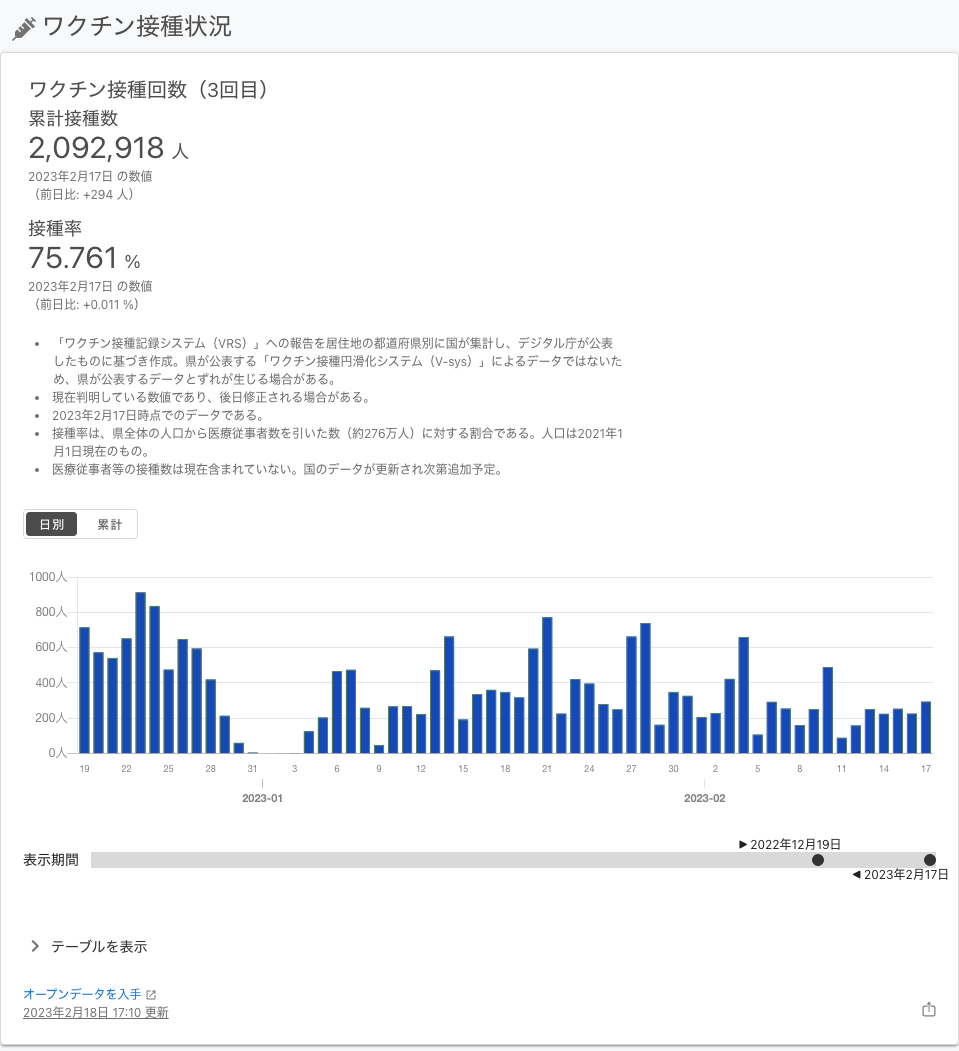 ワクチン接種状況
ワクチン接種回数（3回目）
累計接種数
2,092,918 人
2023年2月17日 の数値
（前日比: +294 人）
接種率
75.761 %
2023年2月17日 の数値
（前日比: +0.011 %）
• 「ワクチン接種記録システム（VRS）」への報告を居住地の都道府県別に国が集計し、デジタル庁が公表
したものに基づき作成。県が公表する「ワクチン接種円滑化システム（V-sys）」によるデータではないた
め、県が公表するデータとずれが生じる場合がある。
• 現在判明している数値であり、後日修正される場合がある。
• 2023年2月17日時点でのデータである。
• 接種率は、県全体の人口から医療従事者数を引いた数（約276万人）に対する割合である。人口は2021年1
月1日現在のもの。
• 医療従事者等の接種数は現在含まれていない。国のデータが更新され次第追加予定。
日別 累計
1000人
800人
600人
400人
200人
0人
19 22 25 28 31 3 6 9 12 15 18 21 24 27 30 2 5 8 11 14 17
2023-01 2023-02
▶ 2022年12月19日
表示期間
◀ 2023年2月17日
テーブルを表示
オープンデータを入手
2023年2月18日 17:10 更新